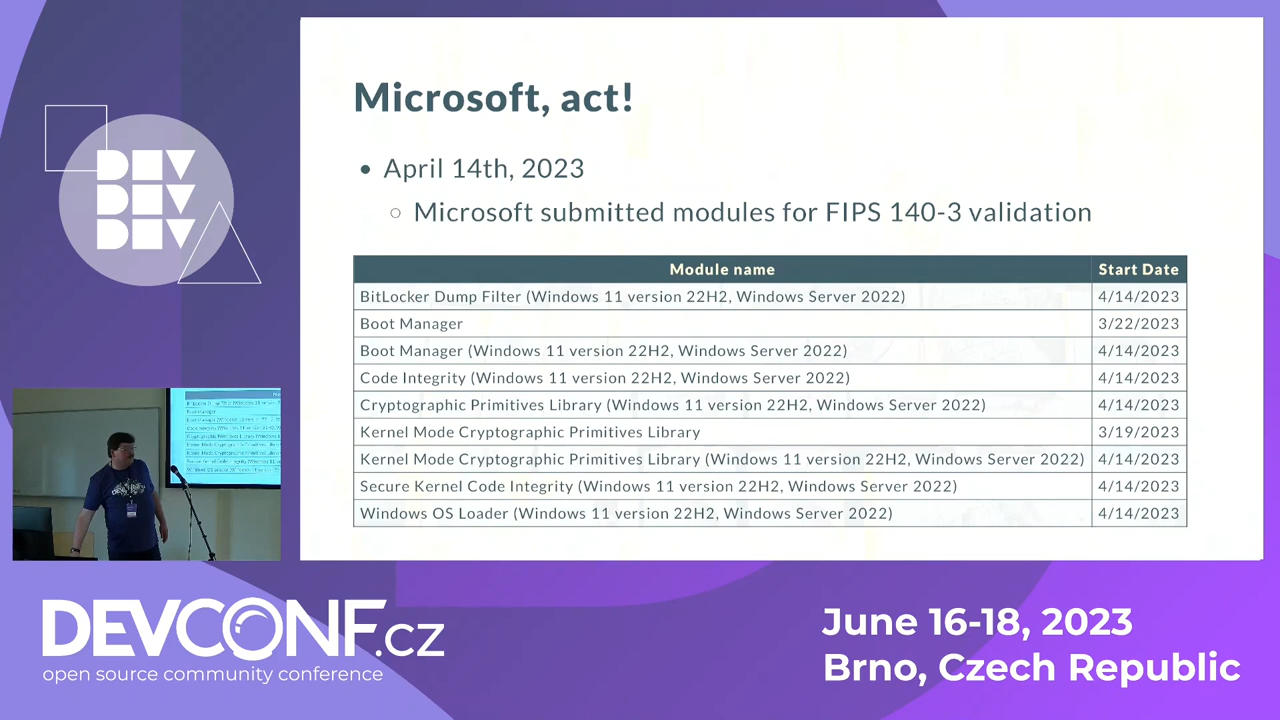 DEV
DEV
DEV
Microsoft, act!
• April 14th, 2023
○ Microsoft submitted modules for FIPS 140-3 validation
Module name Start Date
BitLocker Dump Filter (Windows 11 version 22H2, Windows Server 2022) 4/14/2023
Boot Manager 3/22/2023
Boot Manager (Windows 11 version 22H2, Windows Server 2022) 4/14/2023
Code Integrity (Windows 11 version 22H2, Windows Server 2022) 4/14/2023
Cryptographic Primitives Library (Windows 11 version 22H2, Windows Server 2022) 4/14/2023
Kernel Mode Cryptographic Primitives Library 3/19/2023
Kernel Mode Cryptographic Primitives Library (Windows 11 version 22H2, Windows Server 2022) 4/14/2023
Secure Kernel Code Integrity (Windows 11 version 22H2, Windows Server 2022) 4/14/2023
Windows OS Loader (Windows 11 version 22H2, Windows Server 2022) 4/14/2023
DEVCONF.cz
open source community conference
June 16-18, 2023
Brno, Czech Republic